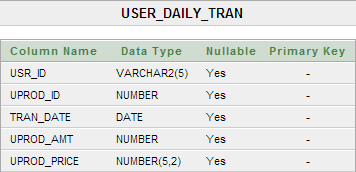 USER_DAILY_TRAN
Column Name Data Type Nullable Primary Key
USR_ID VARCHAR2(5) Yes -
UPROD_ID NUMBER Yes -
TRAN_DATE DATE Yes -
UPROD_AMT NUMBER Yes -
UPROD_PRICE NUMBER(5,2) Yes -